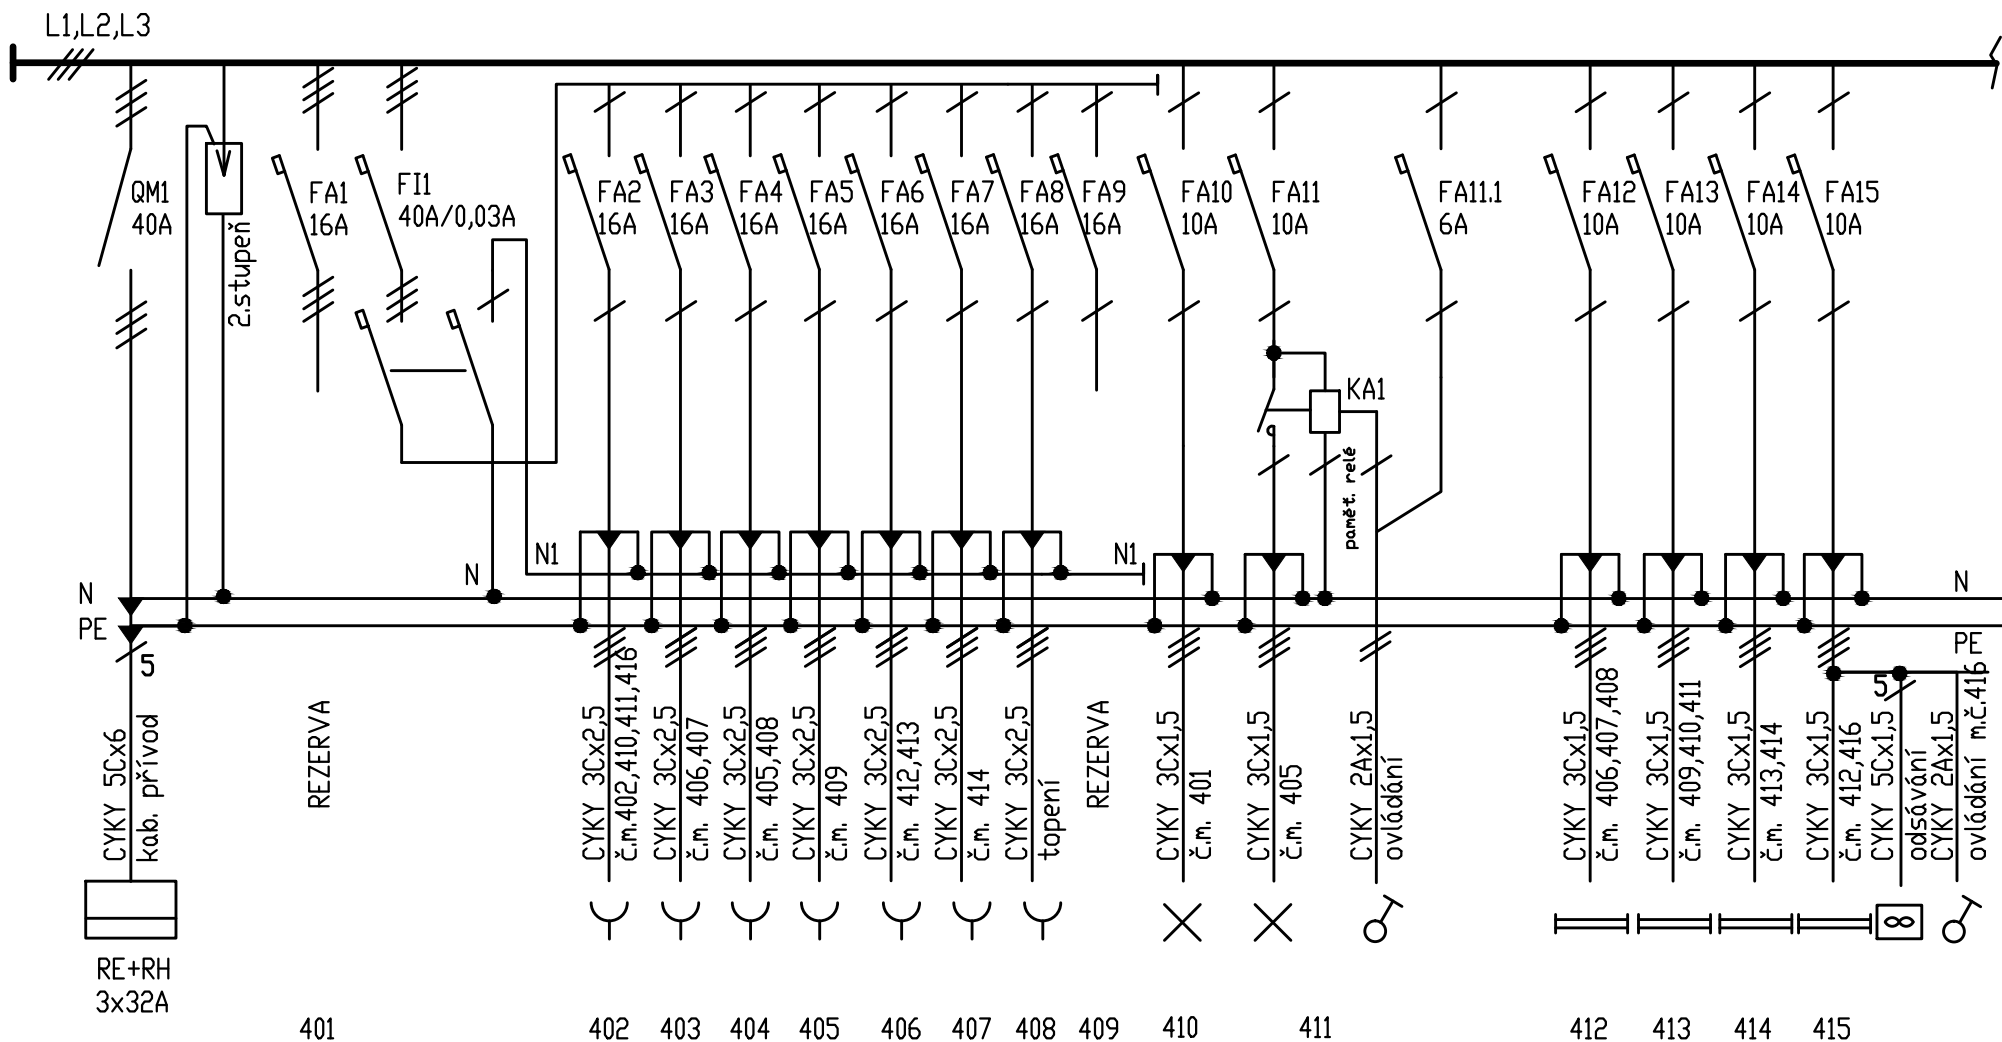 L1,L2,L3
QM1
40A
2.stupeň
FA1
16A
FI1
40A/0,03A
FA2
16A
FA3
16A
FA4
16A
FA5
16A
FA6
16A
FA7
16A
FA8
16A
FA9
16A
FA10
10A
FA11
10A
FA11.1
6A
FA12
10A
FA13
10A
FA14
10A
FA15
10A
KA1
pamět. relé
N1
N1
N
N
N
PE
PE
5
5
CYKY 5Cx6
kab. přívod
REZERVA
CYKY 3Cx2,5
č.m.402,410,411,416
CYKY 3Cx2,5
č.m. 406,407
CYKY 3Cx2,5
č.m. 405,408
CYKY 3Cx2,5
č.m. 409
CYKY 3Cx2,5
č.m. 412,413
CYKY 3Cx2,5
č.m. 414
CYKY 3Cx2,5
topení
REZERVA
CYKY 3Cx1,5
č.m. 401
CYKY 3Cx1,5
č.m. 405
CYKY 2Ax1,5
ovládání
CYKY 3Cx1,5
č.m. 406,407,408
CYKY 3Cx1,5
č.m. 409,410,411
CYKY 3Cx1,5
č.m. 413,414
CYKY 3Cx1,5
č.m. 412,416
CYKY 5Cx1,5
odsávání
CYKY 2Ax1,5
ovládání m.č.416
RE+RH
3x32A
401
402
403
404
405
406
407
408
409
410
411
412
413
414
415